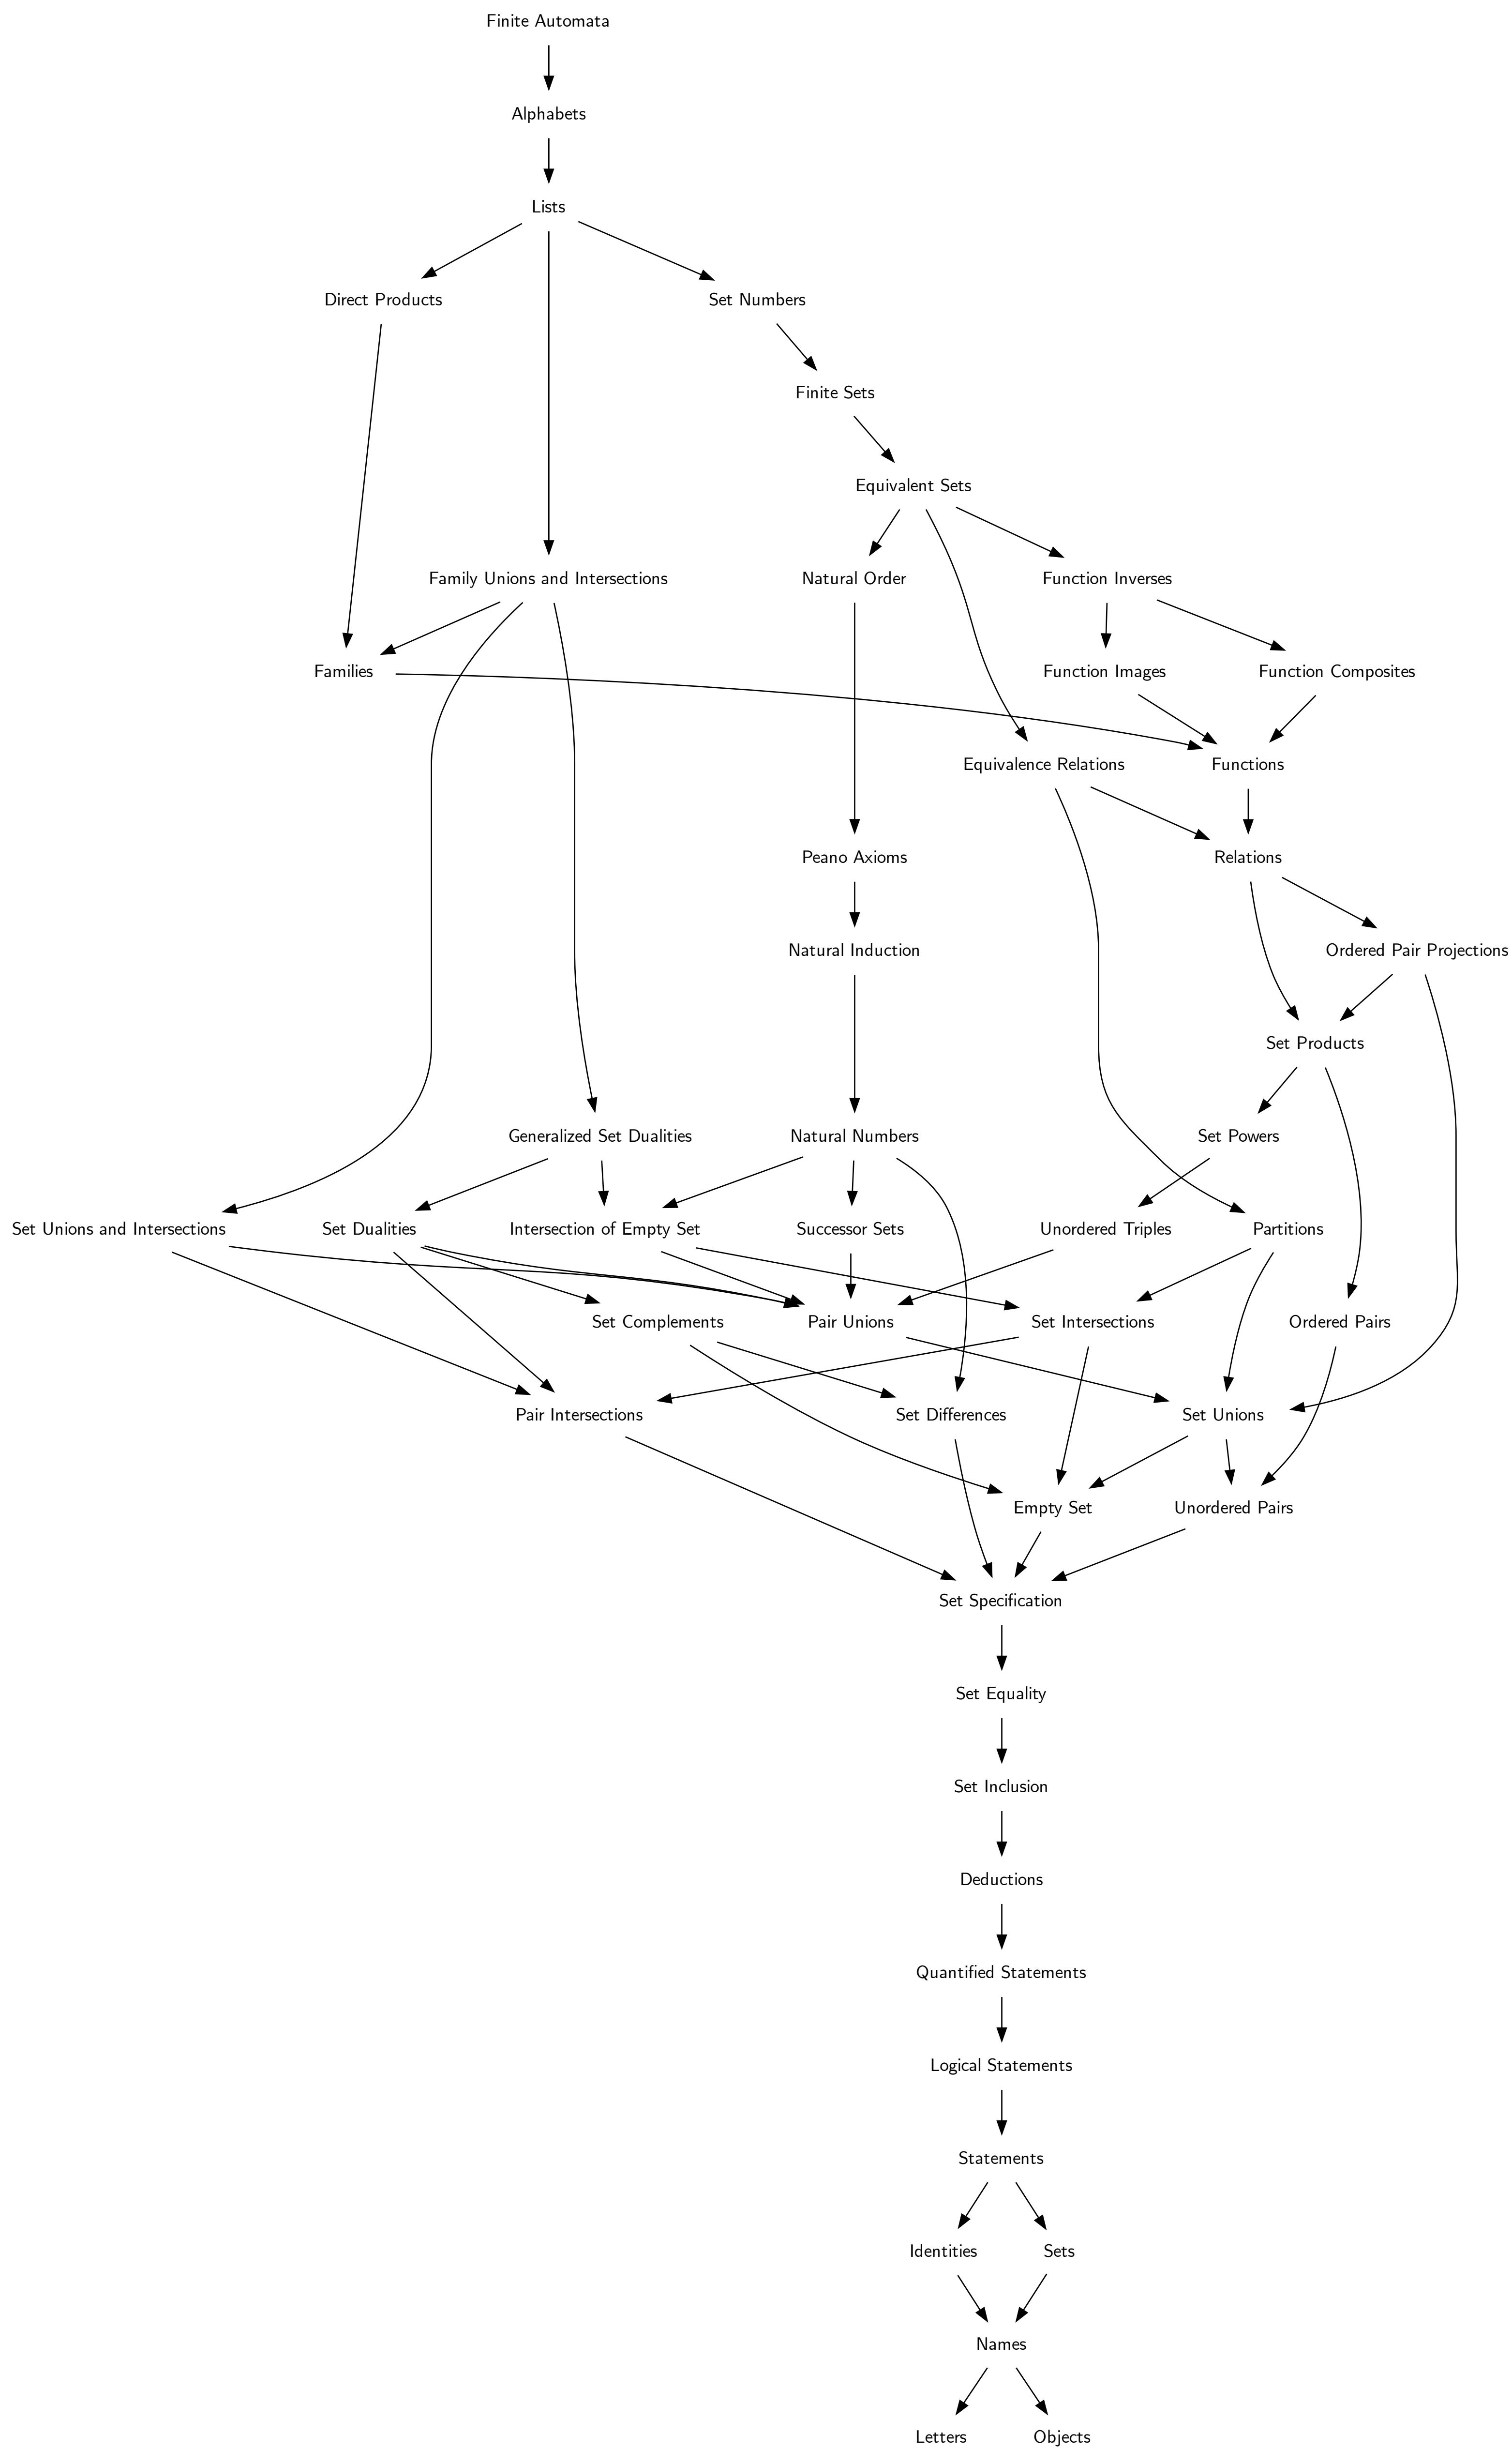 Finite Automata
Alphabets
Lists
Direct Products
Set Numbers
Finite Sets
Equivalent Sets
Family Unions and Intersections
Natural Order
Function Inverses
Families
Function Images
Function Composites
Equivalence Relations
Functions
Peano Axioms
Relations
Natural Induction
Ordered Pair Projections
Set Products
Generalized Set Dualities
Natural Numbers
Set Powers
Set Unions and Intersections
Set Dualities
Intersection of Empty Set
Successor Sets
Unordered Triples
Partitions
Set Complements
Pair Unions
Set Intersections
Ordered Pairs
Pair Intersections
Set Differences
Set Unions
Empty Set
Unordered Pairs
Set Specification
Set Equality
Set Inclusion
Deductions
Quantified Statements
Logical Statements
Statements
Identities
Sets
Names
Letters
Objects